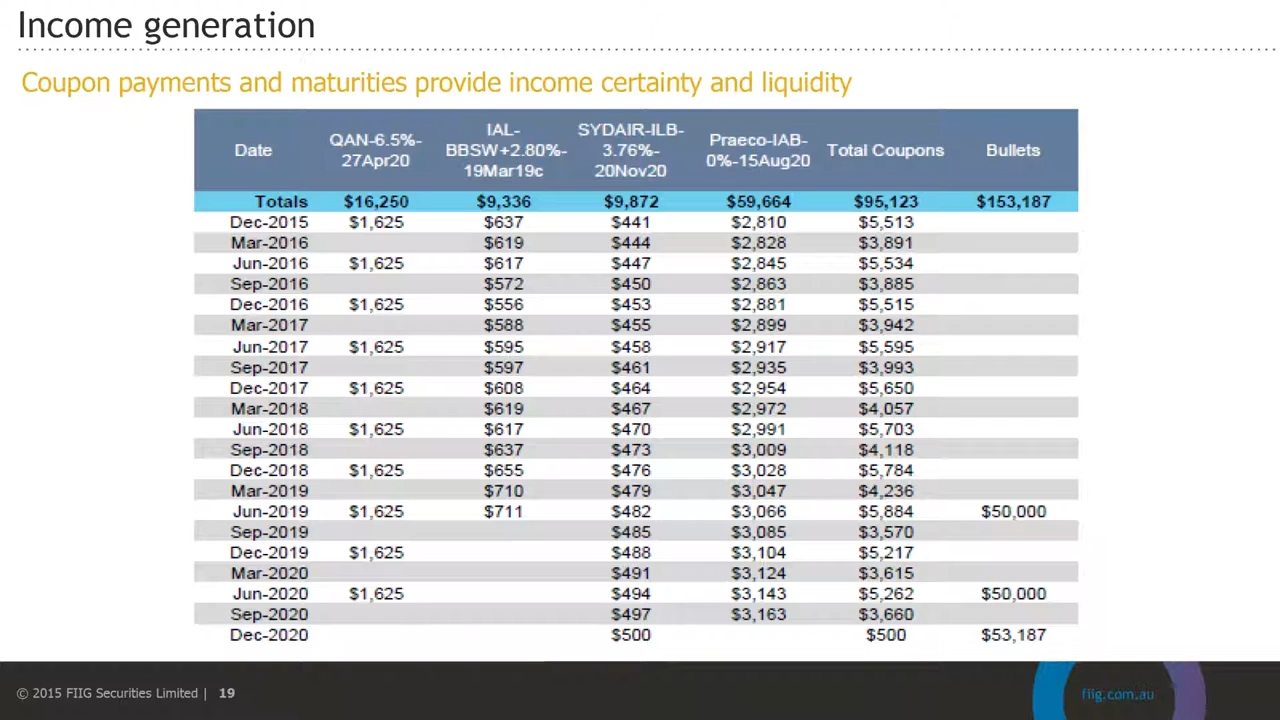 Income generation
Coupon payments and maturities provide income certainty and liquidity
Date QAN-6.5%-27Apr20 IAL-BBSW+2.80%-19Mar19c SYDAIR-ILB-3.76%-20Nov20 Praeco-IAB-0%-15Aug20 Total Coupons Bullets
Totals $16,250 $9,336 $9,872 $59,664 $95,123 $153,187
Dec-2015 $1,625 $637 $441 $2,810 $5,513
Mar-2016 $619 $444 $2,828 $3,891
Jun-2016 $1,625 $617 $447 $2,845 $5,534
Sep-2016 $572 $450 $2,863 $3,885
Dec-2016 $1,625 $556 $453 $2,881 $5,515
Mar-2017 $588 $455 $2,899 $3,942
Jun-2017 $1,625 $595 $458 $2,917 $5,595
Sep-2017 $597 $461 $2,935 $3,993
Dec-2017 $1,625 $608 $464 $2,954 $5,650
Mar-2018 $619 $467 $2,972 $4,057
Jun-2018 $1,625 $617 $470 $2,991 $5,703
Sep-2018 $637 $473 $3,009 $4,118
Dec-2018 $1,625 $655 $476 $3,028 $5,784
Mar-2019 $710 $479 $3,047 $4,236
Jun-2019 $1,625 $711 $482 $3,066 $5,884 $50,000
Sep-2019 $485 $3,085 $3,570
Dec-2019 $1,625 $488 $3,104 $5,217
Mar-2020 $491 $3,124 $3,615
Jun-2020 $1,625 $494 $3,143 $5,262 $50,000
Sep-2020 $497 $3,163 $3,660
Dec-2020 $500 $500 $53,187
© 2015 FIIG Securities Limited | 19
fiig.com.au